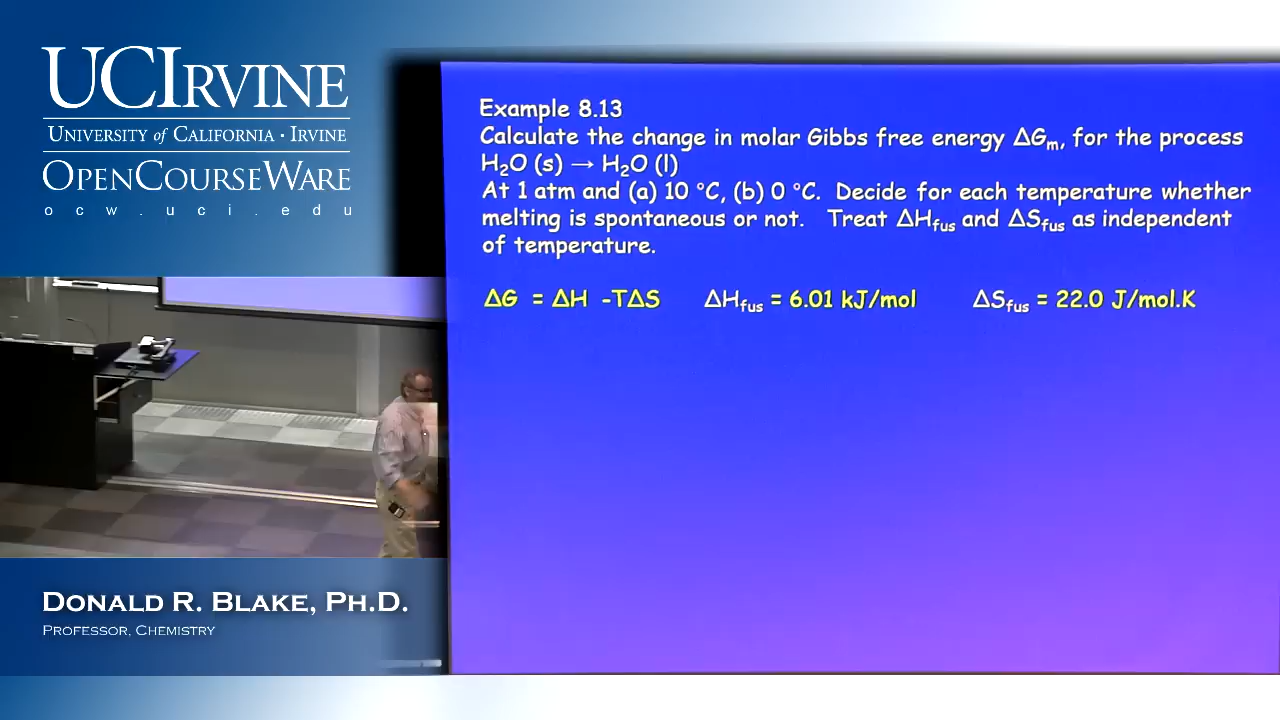 UCIRVINE
UNIVERSITY of CALIFORNIA · IRVINE
OPENCOURSEWARE
ocw.uci.edu
Example 8.13
Calculate the change in molar Gibbs free energy ΔGₘ, for the process
H₂O (s) → H₂O (l)
At 1 atm and (a) 10 °C, (b) 0 °C. Decide for each temperature whether
melting is spontaneous or not. Treat ΔHfus and ΔSfus as independent
of temperature.
ΔG = ΔH -TΔS ΔHfus = 6.01 kJ/mol ΔSfus = 22.0 J/mol.K
DONALD R. BLAKE, PH.D.
PROFESSOR, CHEMISTRY